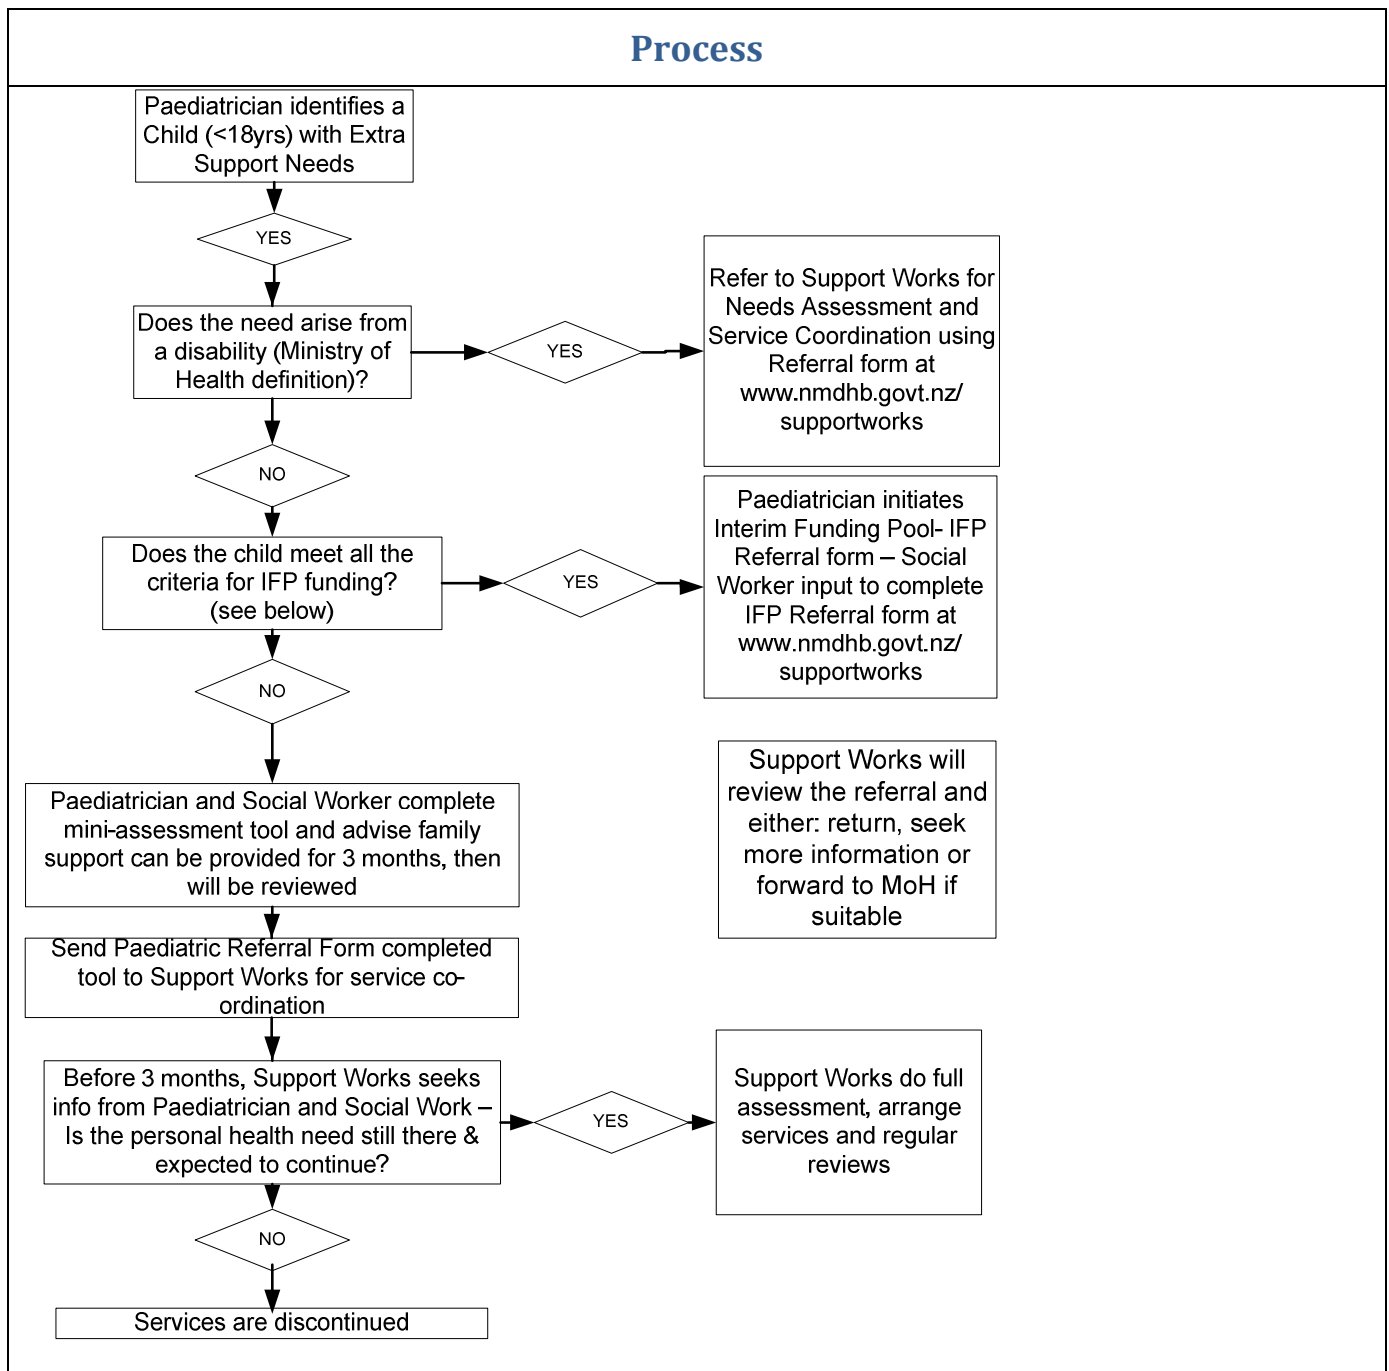 Process
Paediatrician identifies a
Child (<18yrs) with Extra
Support Needs
YES
Does the need arise from
a disability (Ministry of
Health definition)?
YES
Refer to Support Works for
Needs Assessment and
Service Coordination using
Referral form at
www.nmdhb.govt.nz/
supportworks
NO
Does the child meet all the
criteria for IFP funding?
(see below)
YES
Paediatrician initiates
Interim Funding Pool- IFP
Referral form – Social
Worker input to complete
IFP Referral form at
www.nmdhb.govt.nz/
supportworks
NO
Support Works will
review the referral and
either: return, seek
more information or
forward to MoH if
suitable
Paediatrician and Social Worker complete
mini-assessment tool and advise family
support can be provided for 3 months, then
will be reviewed
Send Paediatric Referral Form completed
tool to Support Works for service co-
ordination
Before 3 months, Support Works seeks
info from Paediatrician and Social Work –
Is the personal health need still there &
expected to continue?
YES
Support Works do full
assessment, arrange
services and regular
reviews
NO
Services are discontinued